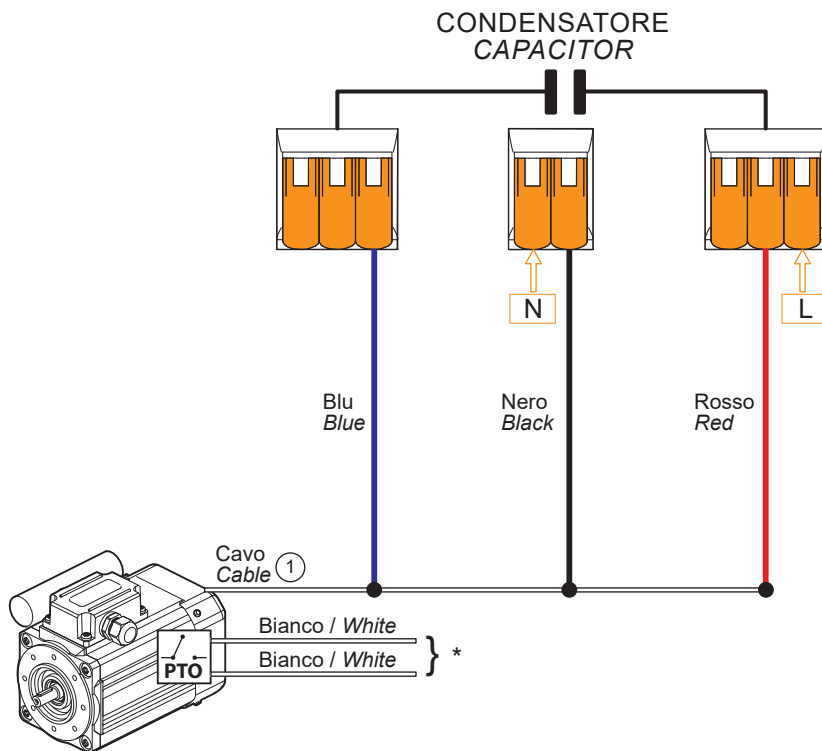 CONDENSATORE
CAPACITOR
N
L
Blu
Blue
Nero
Black
Rosso
Red
Cavo
Cable 1
Bianco / White
Bianco / White
} *
PTO